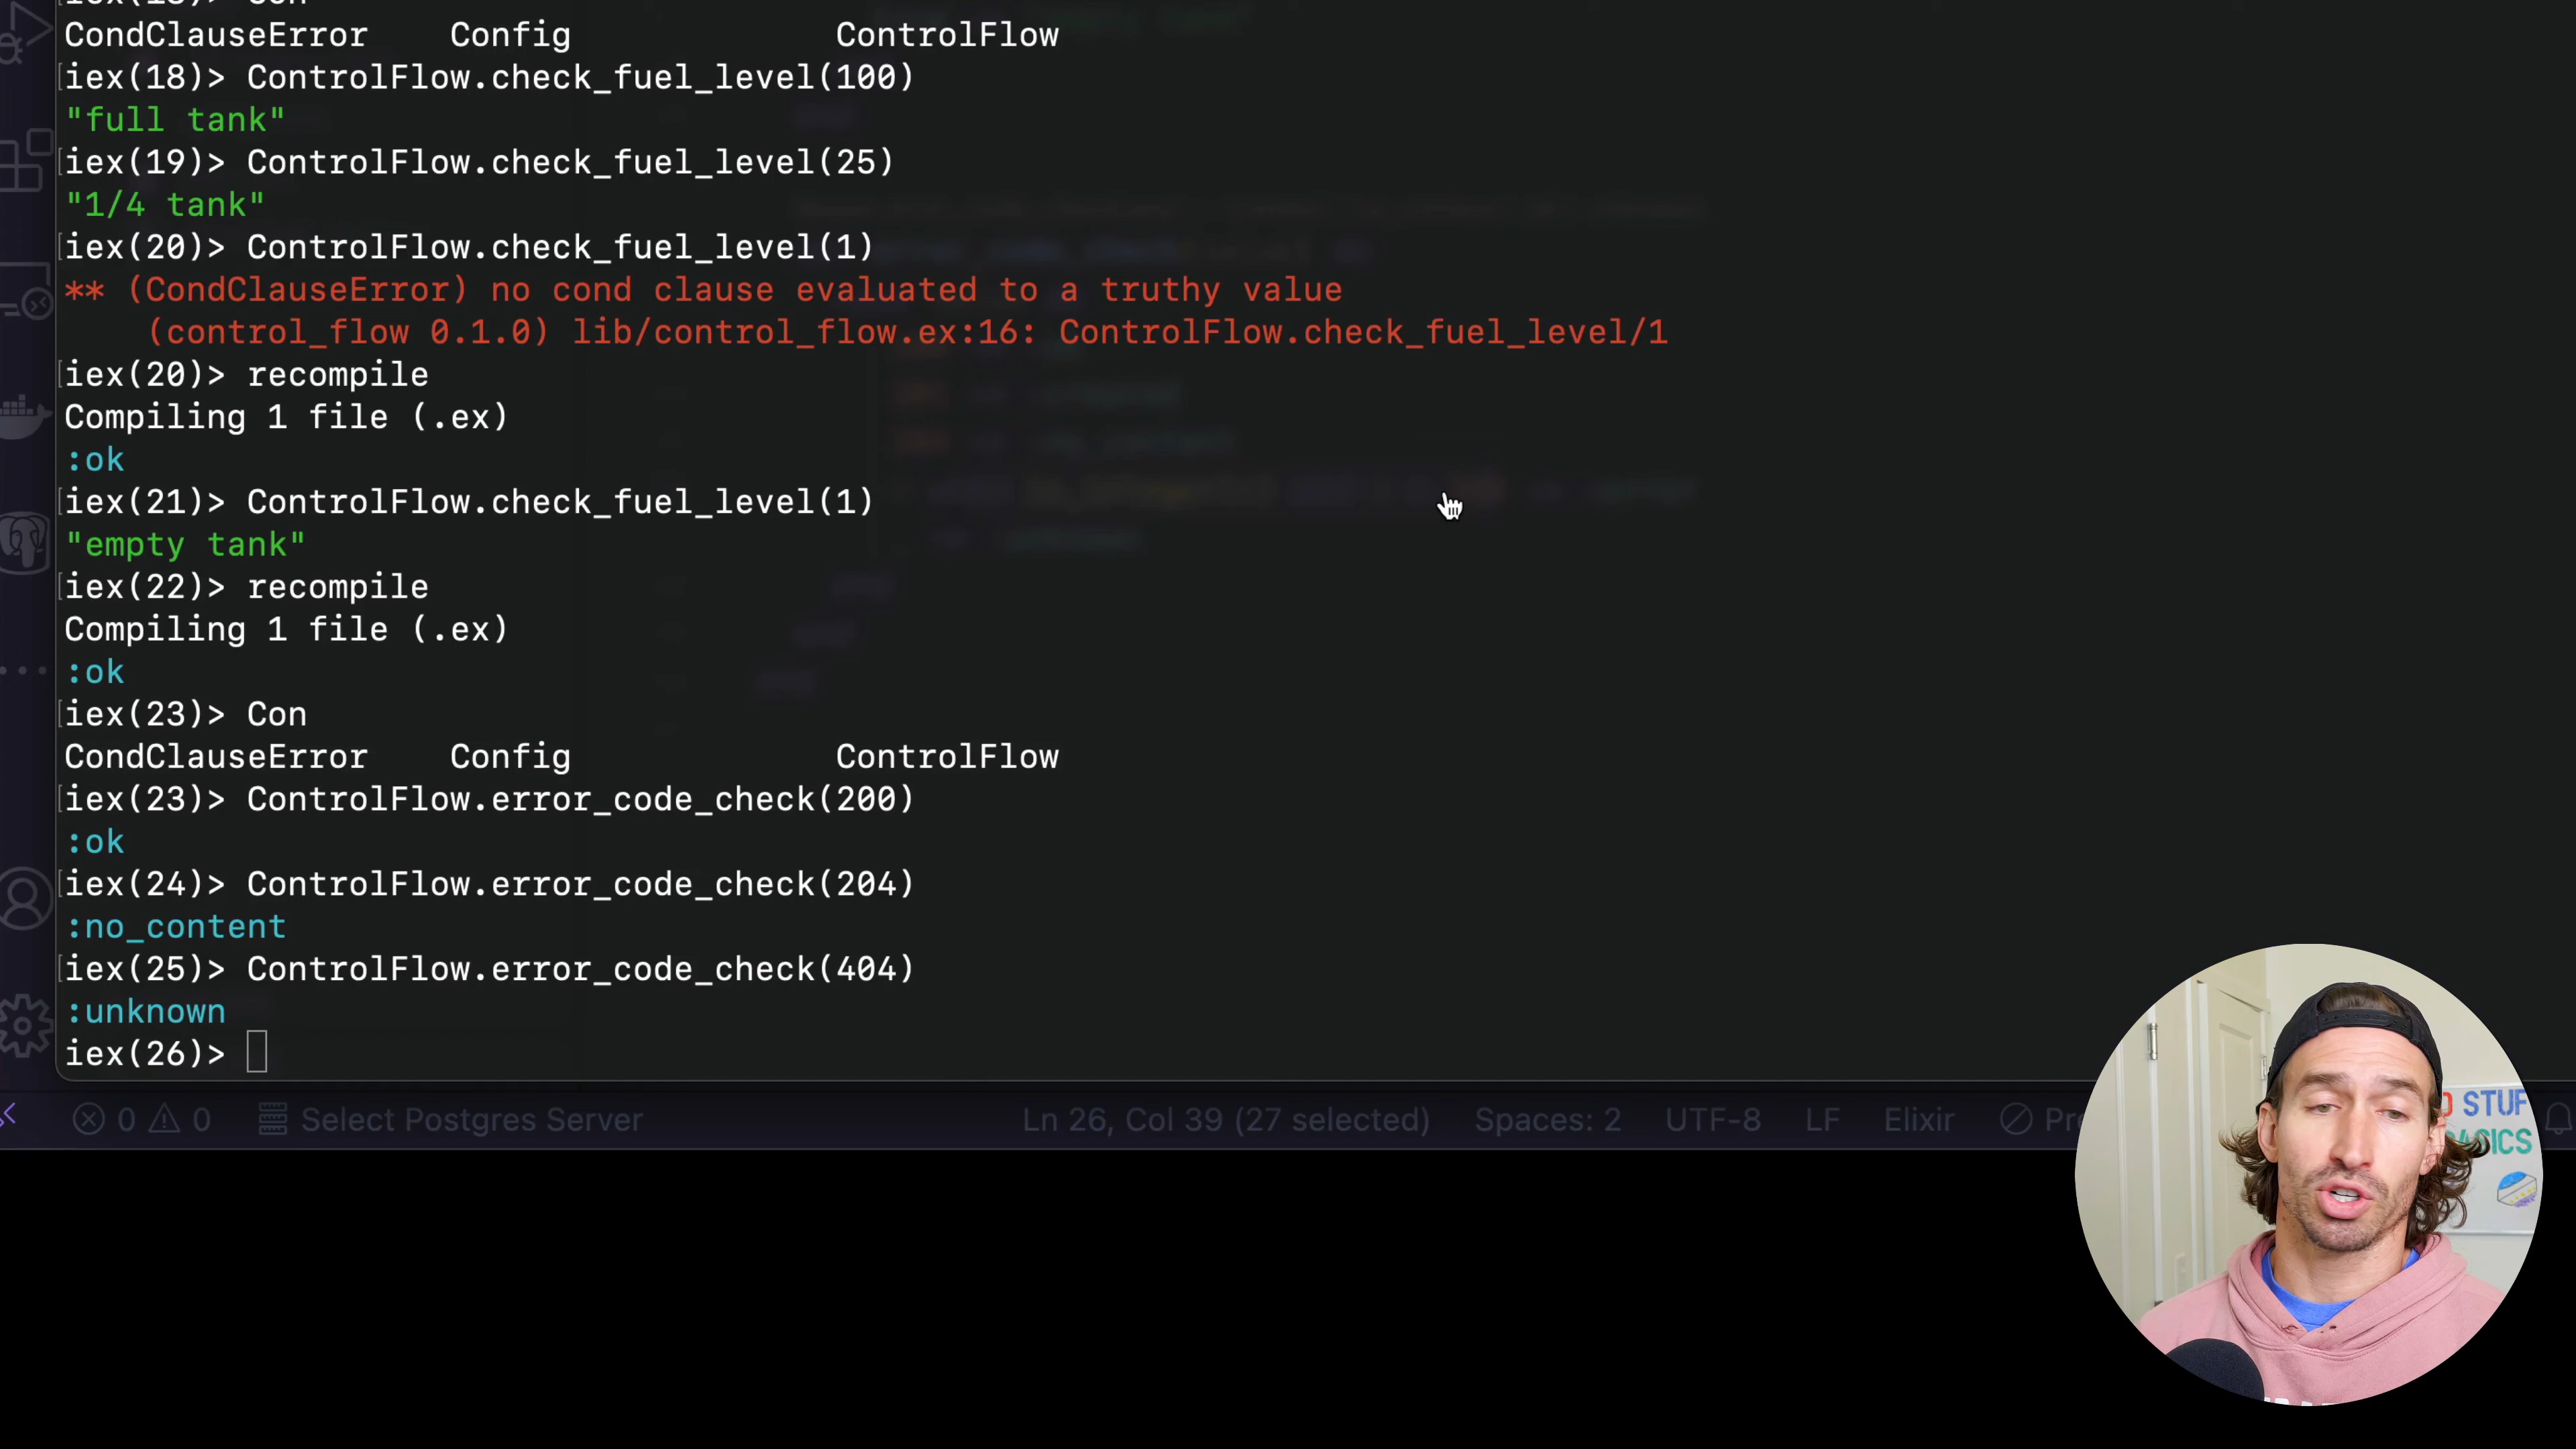 CondClauseError Config ControlFlow
iex(18)> ControlFlow.check_fuel_level(100)
"full tank"
iex(19)> ControlFlow.check_fuel_level(25)
"1/4 tank"
iex(20)> ControlFlow.check_fuel_level(1)
** (CondClauseError) no cond clause evaluated to a truthy value
(control_flow 0.1.0) lib/control_flow.ex:16: ControlFlow.check_fuel_level/1
iex(20)> recompile
Compiling 1 file (.ex)
:ok
iex(21)> ControlFlow.check_fuel_level(1)
"empty tank"
iex(22)> recompile
Compiling 1 file (.ex)
:ok
iex(23)> Con
CondClauseError Config ControlFlow
iex(23)> ControlFlow.error_code_check(200)
:ok
iex(24)> ControlFlow.error_code_check(204)
:no_content
iex(25)> ControlFlow.error_code_check(404)
:unknown
iex(26)>
0 0 Select Postgres Server Ln 26, Col 39 (27 selected) Spaces: 2 UTF-8 LF Elixir